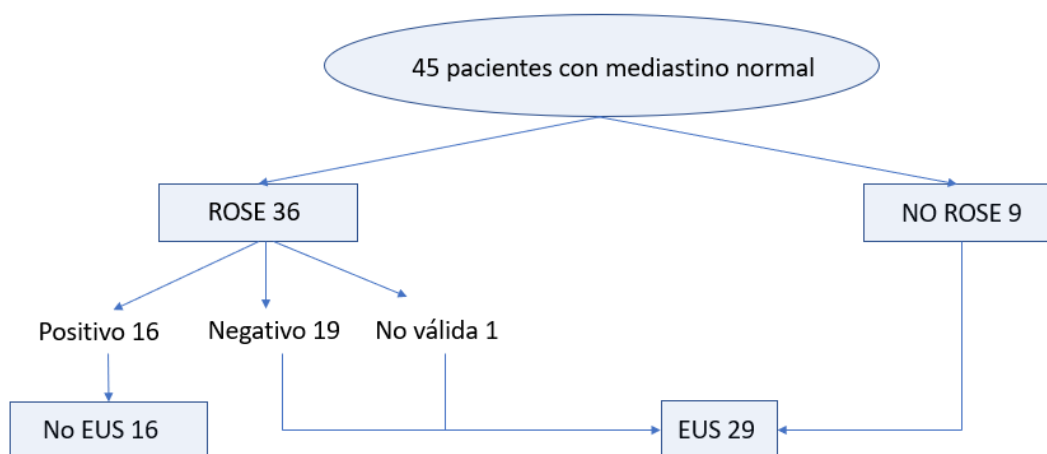 45 pacientes con mediastino normal
ROSE 36
NO ROSE 9
Positivo 16
Negativo 19
No válida 1
No EUS 16
EUS 29